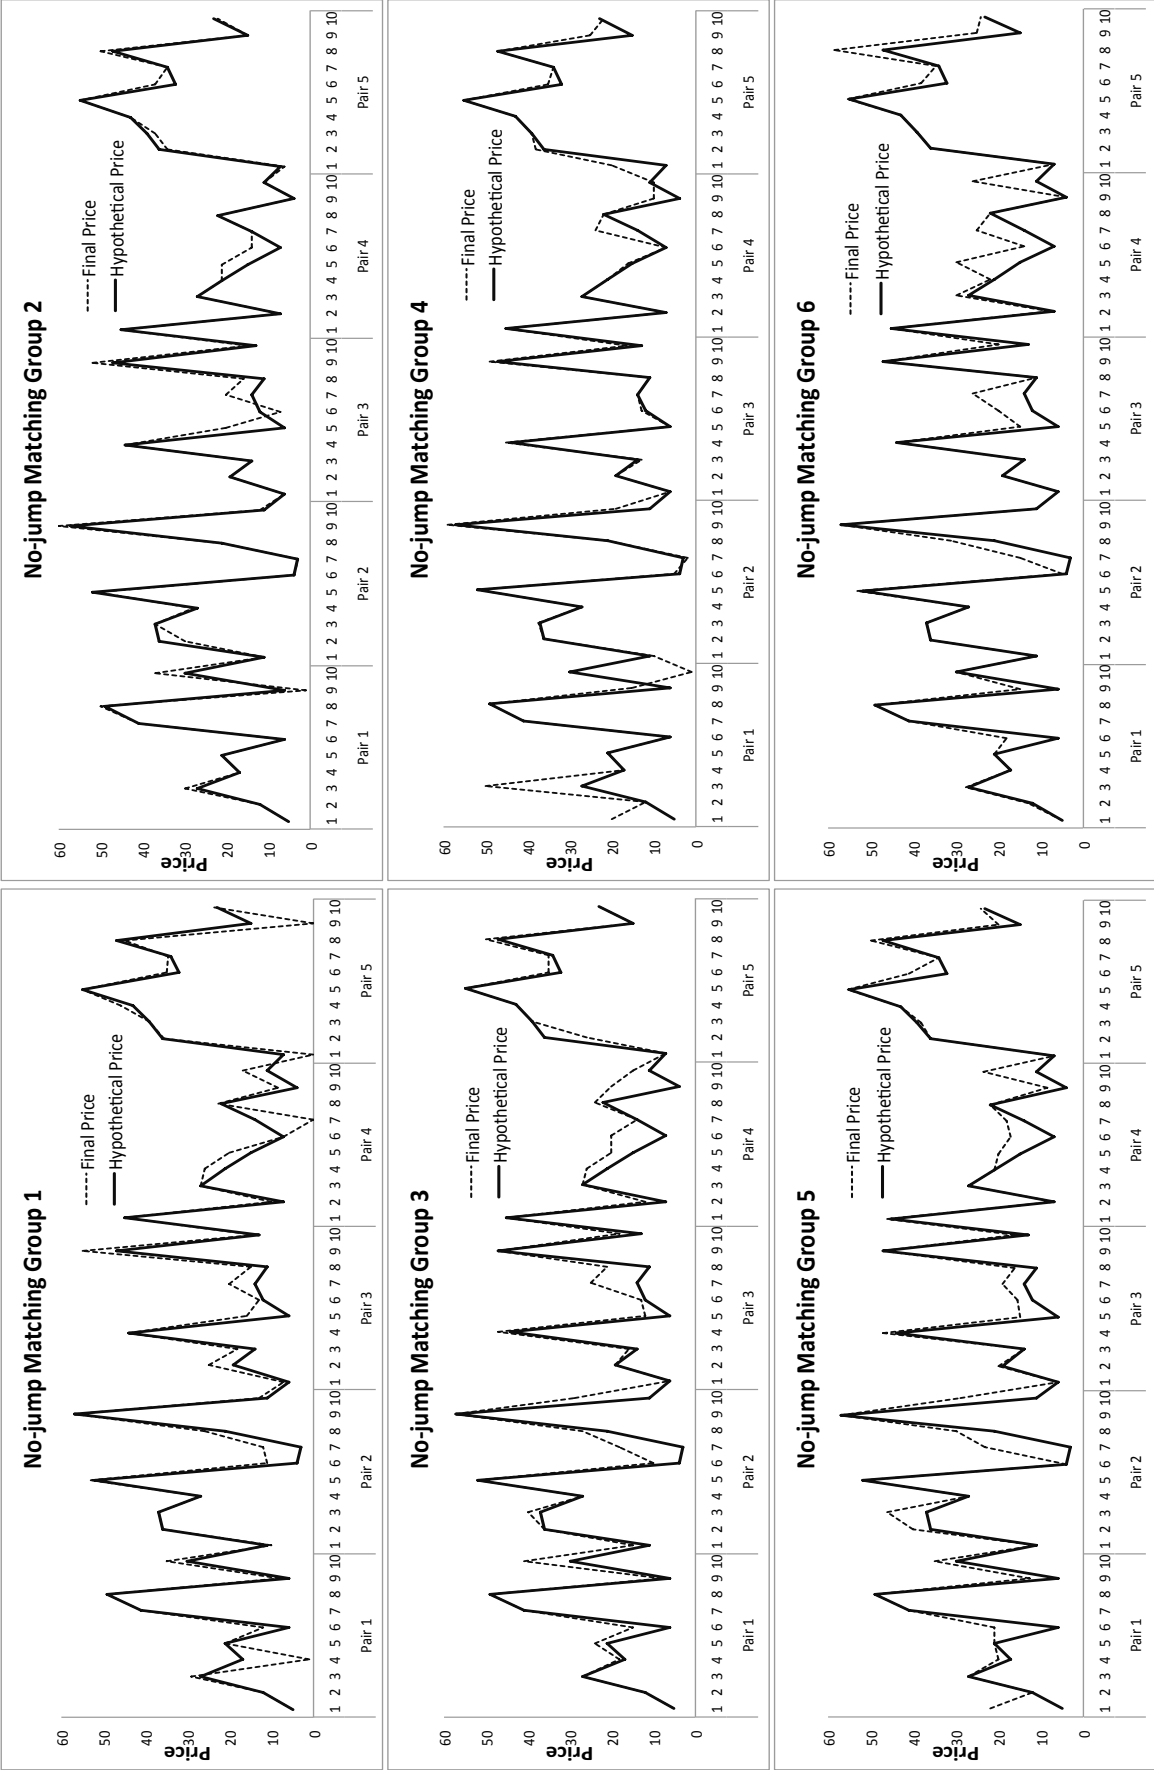 No-jump Matching Group 1
Final Price
Hypothetical Price
60
50
40
30
20
10
0
Price
1 2 3 4 5 6 7 8 9 10 1 2 3 4 5 6 7 8 9 10 1 2 3 4 5 6 7 8 9 10 1 2 3 4 5 6 7 8 9 10 1 2 3 4 5 6 7 8 9 10
Pair 1 Pair 2 Pair 3 Pair 4 Pair 5
No-jump Matching Group 2
Final Price
Hypothetical Price
60
50
40
30
20
10
0
Price
1 2 3 4 5 6 7 8 9 10 1 2 3 4 5 6 7 8 9 10 1 2 3 4 5 6 7 8 9 10 1 2 3 4 5 6 7 8 9 10 1 2 3 4 5 6 7 8 9 10
Pair 1 Pair 2 Pair 3 Pair 4 Pair 5
No-jump Matching Group 3
Final Price
Hypothetical Price
60
50
40
30
20
10
0
Price
1 2 3 4 5 6 7 8 9 10 1 2 3 4 5 6 7 8 9 10 1 2 3 4 5 6 7 8 9 10 1 2 3 4 5 6 7 8 9 10 1 2 3 4 5 6 7 8 9 10
Pair 1 Pair 2 Pair 3 Pair 4 Pair 5
No-jump Matching Group 4
Final Price
Hypothetical Price
60
50
40
30
20
10
0
Price
1 2 3 4 5 6 7 8 9 10 1 2 3 4 5 6 7 8 9 10 1 2 3 4 5 6 7 8 9 10 1 2 3 4 5 6 7 8 9 10 1 2 3 4 5 6 7 8 9 10
Pair 1 Pair 2 Pair 3 Pair 4 Pair 5
No-jump Matching Group 5
Final Price
Hypothetical Price
60
50
40
30
20
10
0
Price
1 2 3 4 5 6 7 8 9 10 1 2 3 4 5 6 7 8 9 10 1 2 3 4 5 6 7 8 9 10 1 2 3 4 5 6 7 8 9 10 1 2 3 4 5 6 7 8 9 10
Pair 1 Pair 2 Pair 3 Pair 4 Pair 5
No-jump Matching Group 6
Final Price
Hypothetical Price
60
50
40
30
20
10
0
Price
1 2 3 4 5 6 7 8 9 10 1 2 3 4 5 6 7 8 9 10 1 2 3 4 5 6 7 8 9 10 1 2 3 4 5 6 7 8 9 10 1 2 3 4 5 6 7 8 9 10
Pair 1 Pair 2 Pair 3 Pair 4 Pair 5